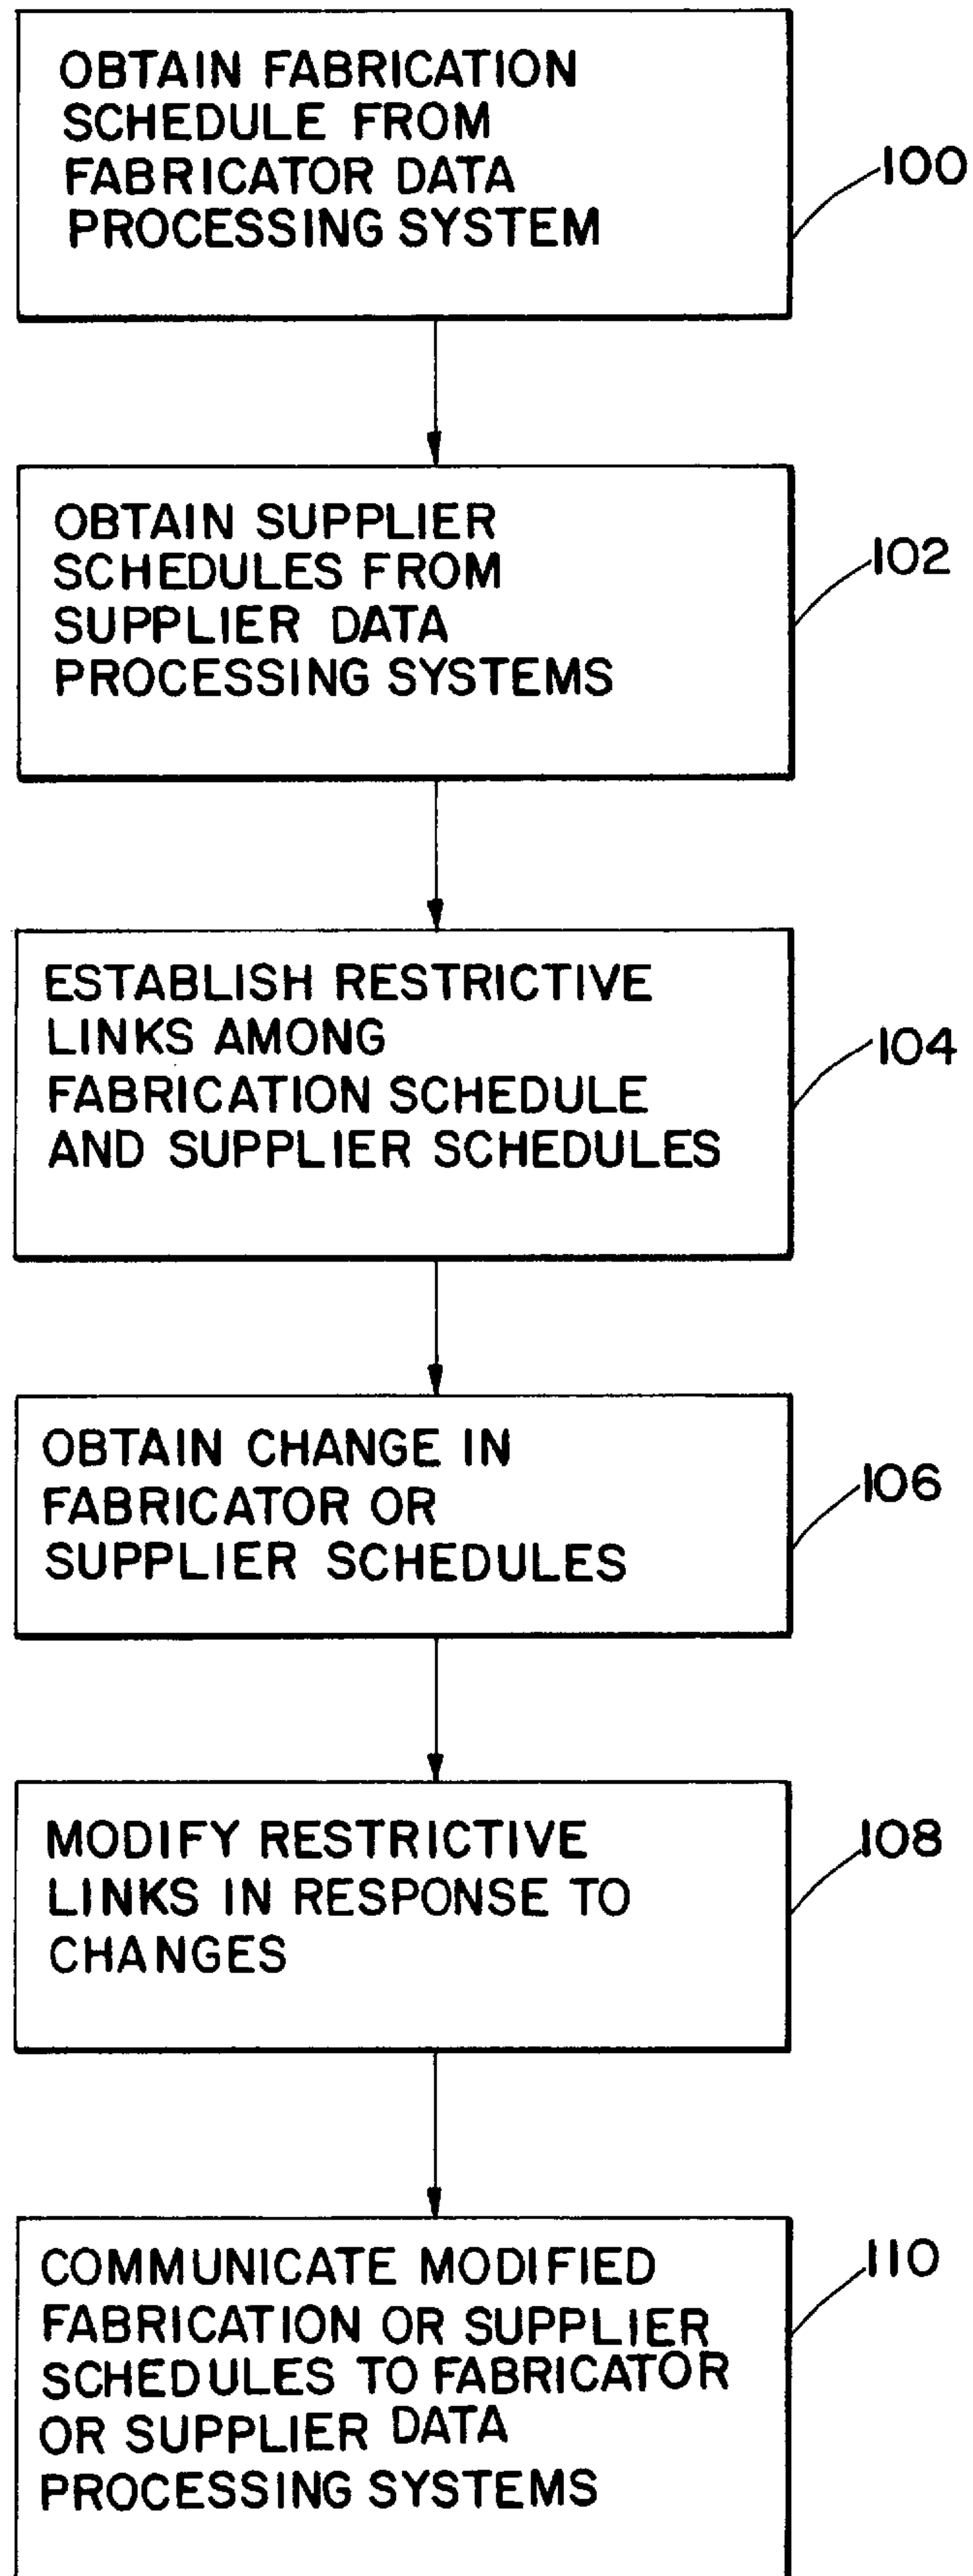 OBTAIN FABRICATION
SCHEDULE FROM
FABRICATOR DATA
PROCESSING SYSTEM
100
OBTAIN SUPPLIER
SCHEDULES FROM
SUPPLIER DATA
PROCESSING SYSTEMS
102
ESTABLISH RESTRICTIVE
LINKS AMONG
FABRICATION SCHEDULE
AND SUPPLIER SCHEDULES
104
OBTAIN CHANGE IN
FABRICATOR OR
SUPPLIER SCHEDULES
106
MODIFY RESTRICTIVE
LINKS IN RESPONSE TO
CHANGES
108
COMMUNICATE MODIFIED
FABRICATION OR SUPPLIER
SCHEDULES TO FABRICATOR
OR SUPPLIER DATA
PROCESSING SYSTEMS
110